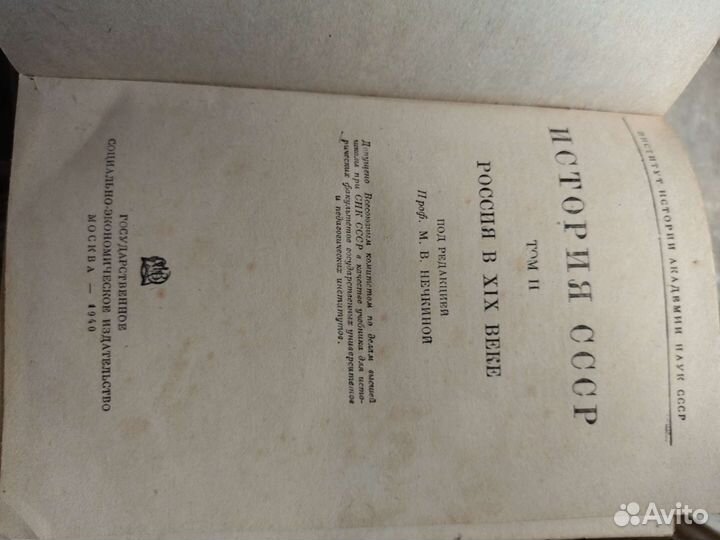 ИНСТИТУТ ИСТОРИИ АКАДЕМИИ НАУК СССР
ИСТОРИЯ СССР
ТОМ II
РОССИЯ В XIX ВЕКЕ
ПОД РЕДАКЦИЕЙ
Проф. М. В. НЕЧКИНОЙ
Допущено Всесоюзным комитетом по делам высшей
школы при СНК СССР в качестве учебника для исто-
рических факультетов государственных университетов
и педагогических институтов.
ГОСУДАРСТВЕННОЕ
СОЦИАЛЬНО-ЭКОНОМИЧЕСКОЕ ИЗДАТЕЛЬСТВО
МОСКВА — 1940
Avito